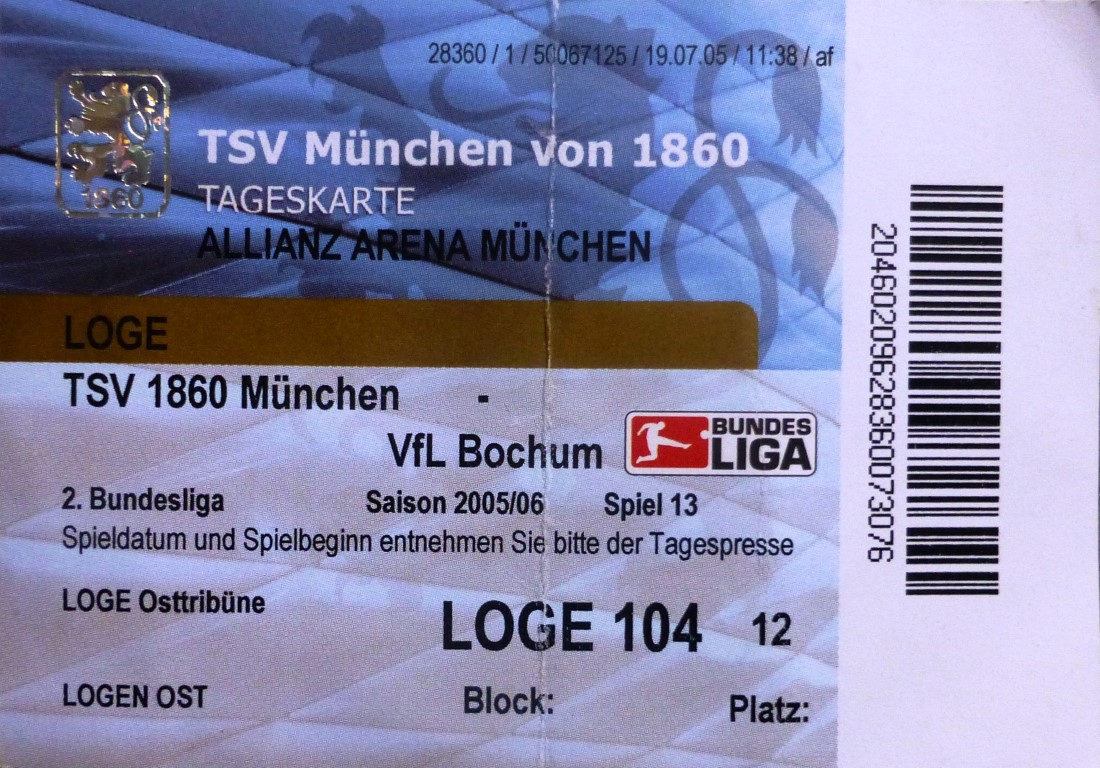 28360 / 1 / 50067125 / 19.07.05 / 11:38 / af
1860
TSV München von 1860
TAGESKARTE
ALLIANZ ARENA MÜNCHEN
LOGE
TSV 1860 München -
VfL Bochum
BUNDES
LIGA
2. Bundesliga Saison 2005/06 Spiel 13
Spieldatum und Spielbeginn entnehmen Sie bitte der Tagespresse
LOGE Osttribüne LOGE 104 12
LOGEN OST Block: Platz:
20460209628360073076